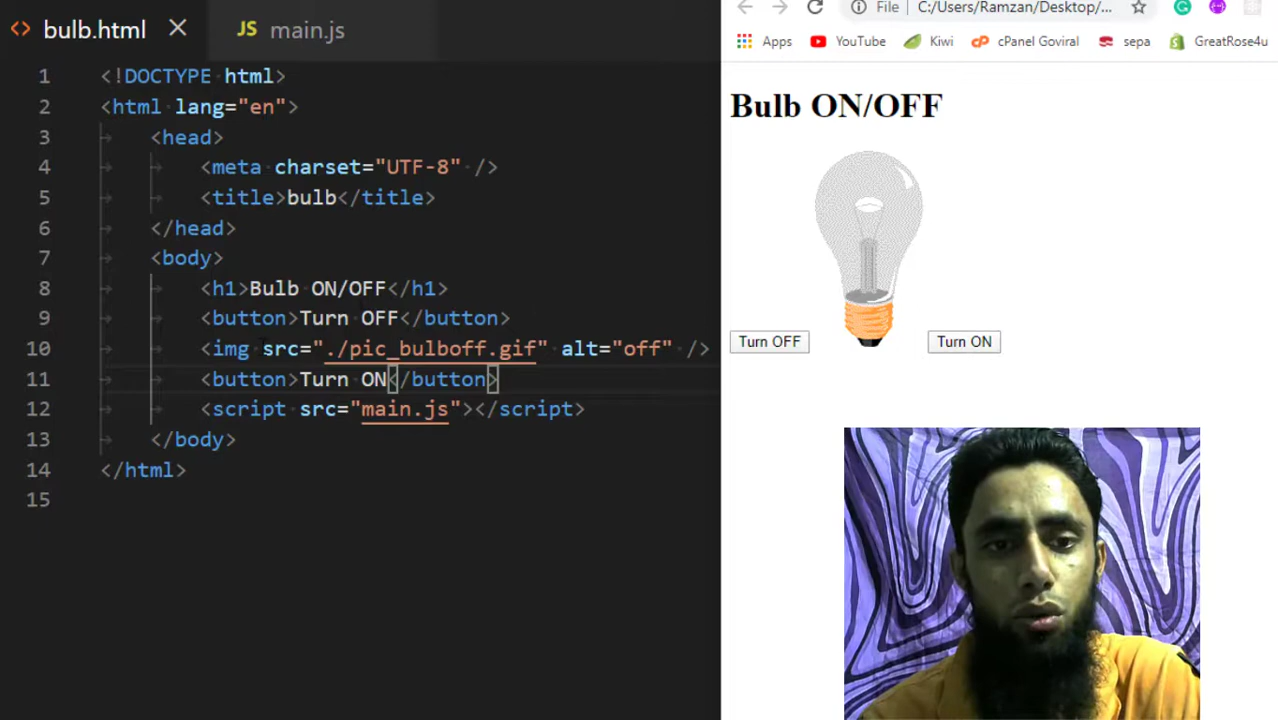 bulb.html
JS main.js
1 <!DOCTYPE html>
2 <html lang="en">
3 <head>
4 <meta charset="UTF-8" />
5 <title>bulb</title>
6 </head>
7 <body>
8 <h1>Bulb ON/OFF</h1>
9 <button>Turn OFF</button>
10 <img src="./pic_bulboff.gif" alt="off" />
11 <button>Turn ON</button>
12 <script src="main.js"></script>
13 </body>
14 </html>
15
File C:/Users/Ramzan/Desktop/...
Apps YouTube Kiwi cPanel Goviral sepa GreatRose4u
Bulb ON/OFF
Turn OFF Turn ON